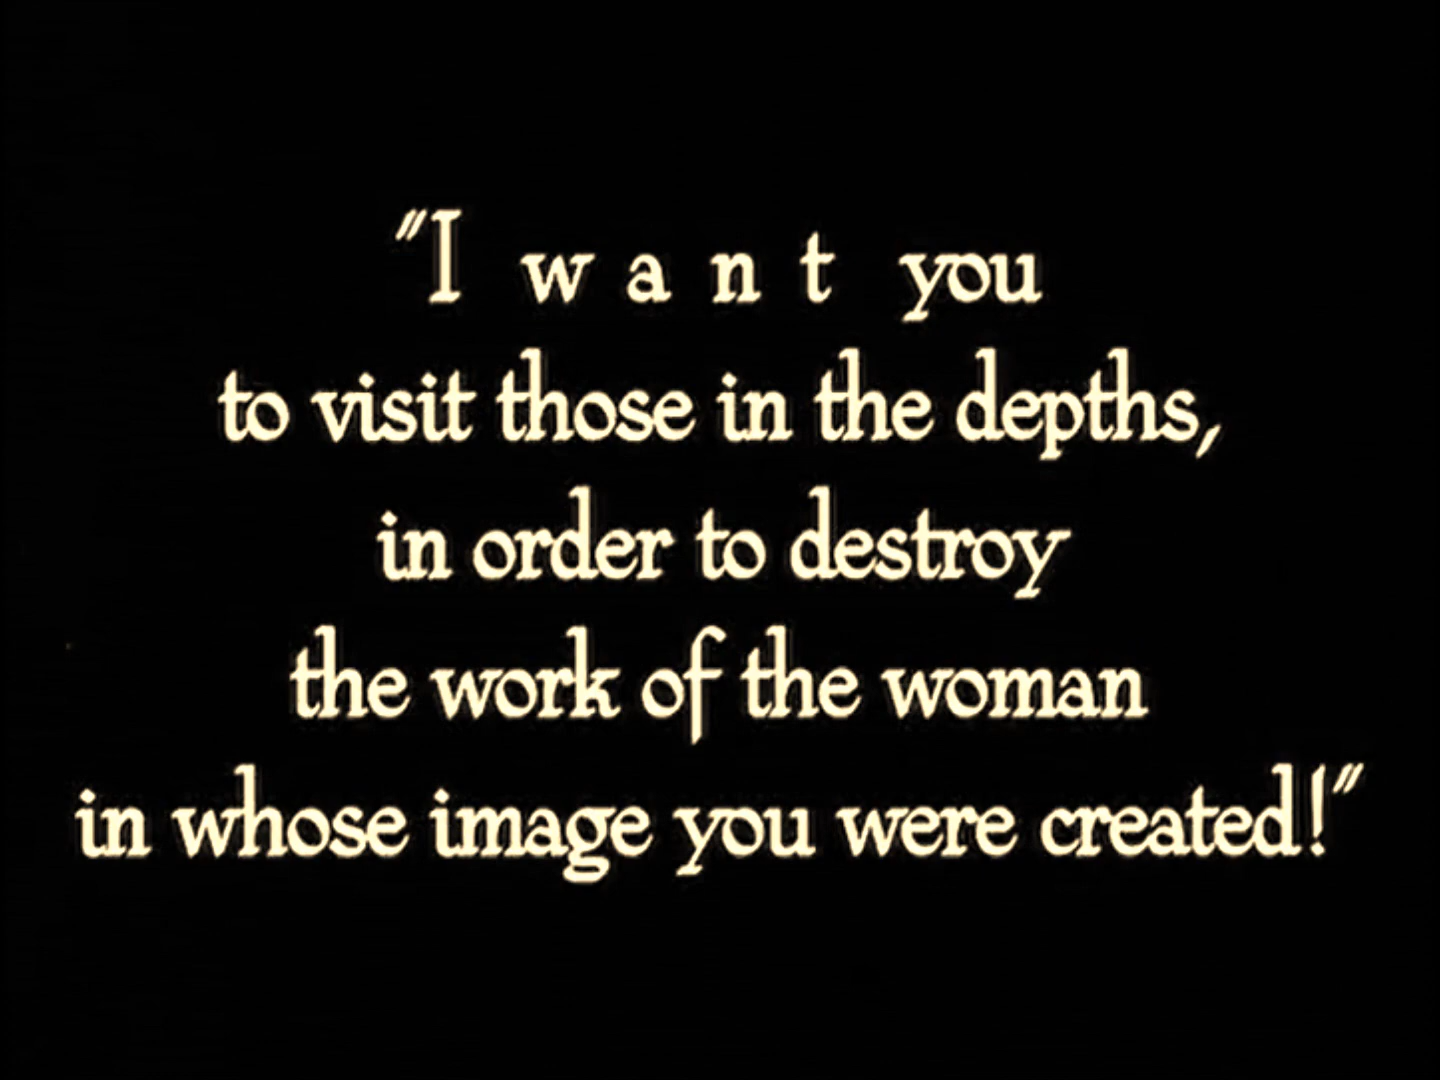 "I w a n t you
to visit those in the depths,
in order to destroy
the work of the woman
in whose image you were created!"